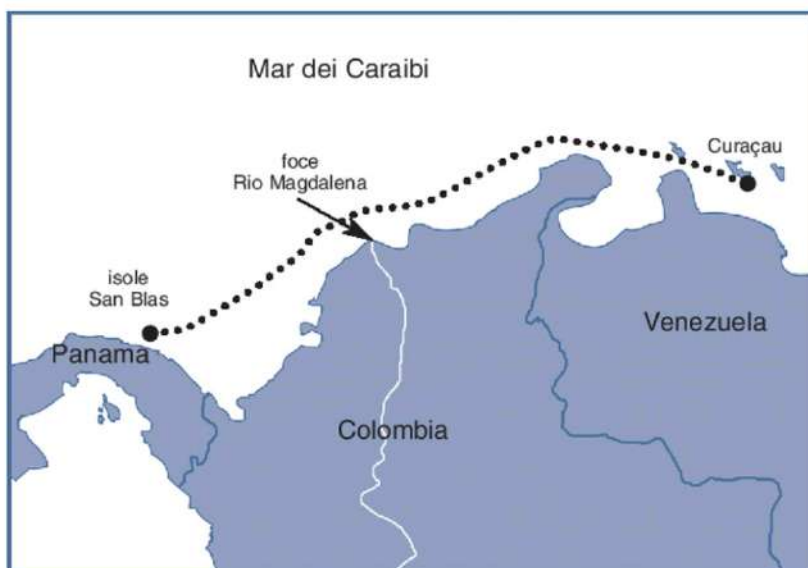 Mar dei Caraibi
foce
Rio Magdalena
Curaçau
isole
San Blas
Panama
Venezuela
Colombia